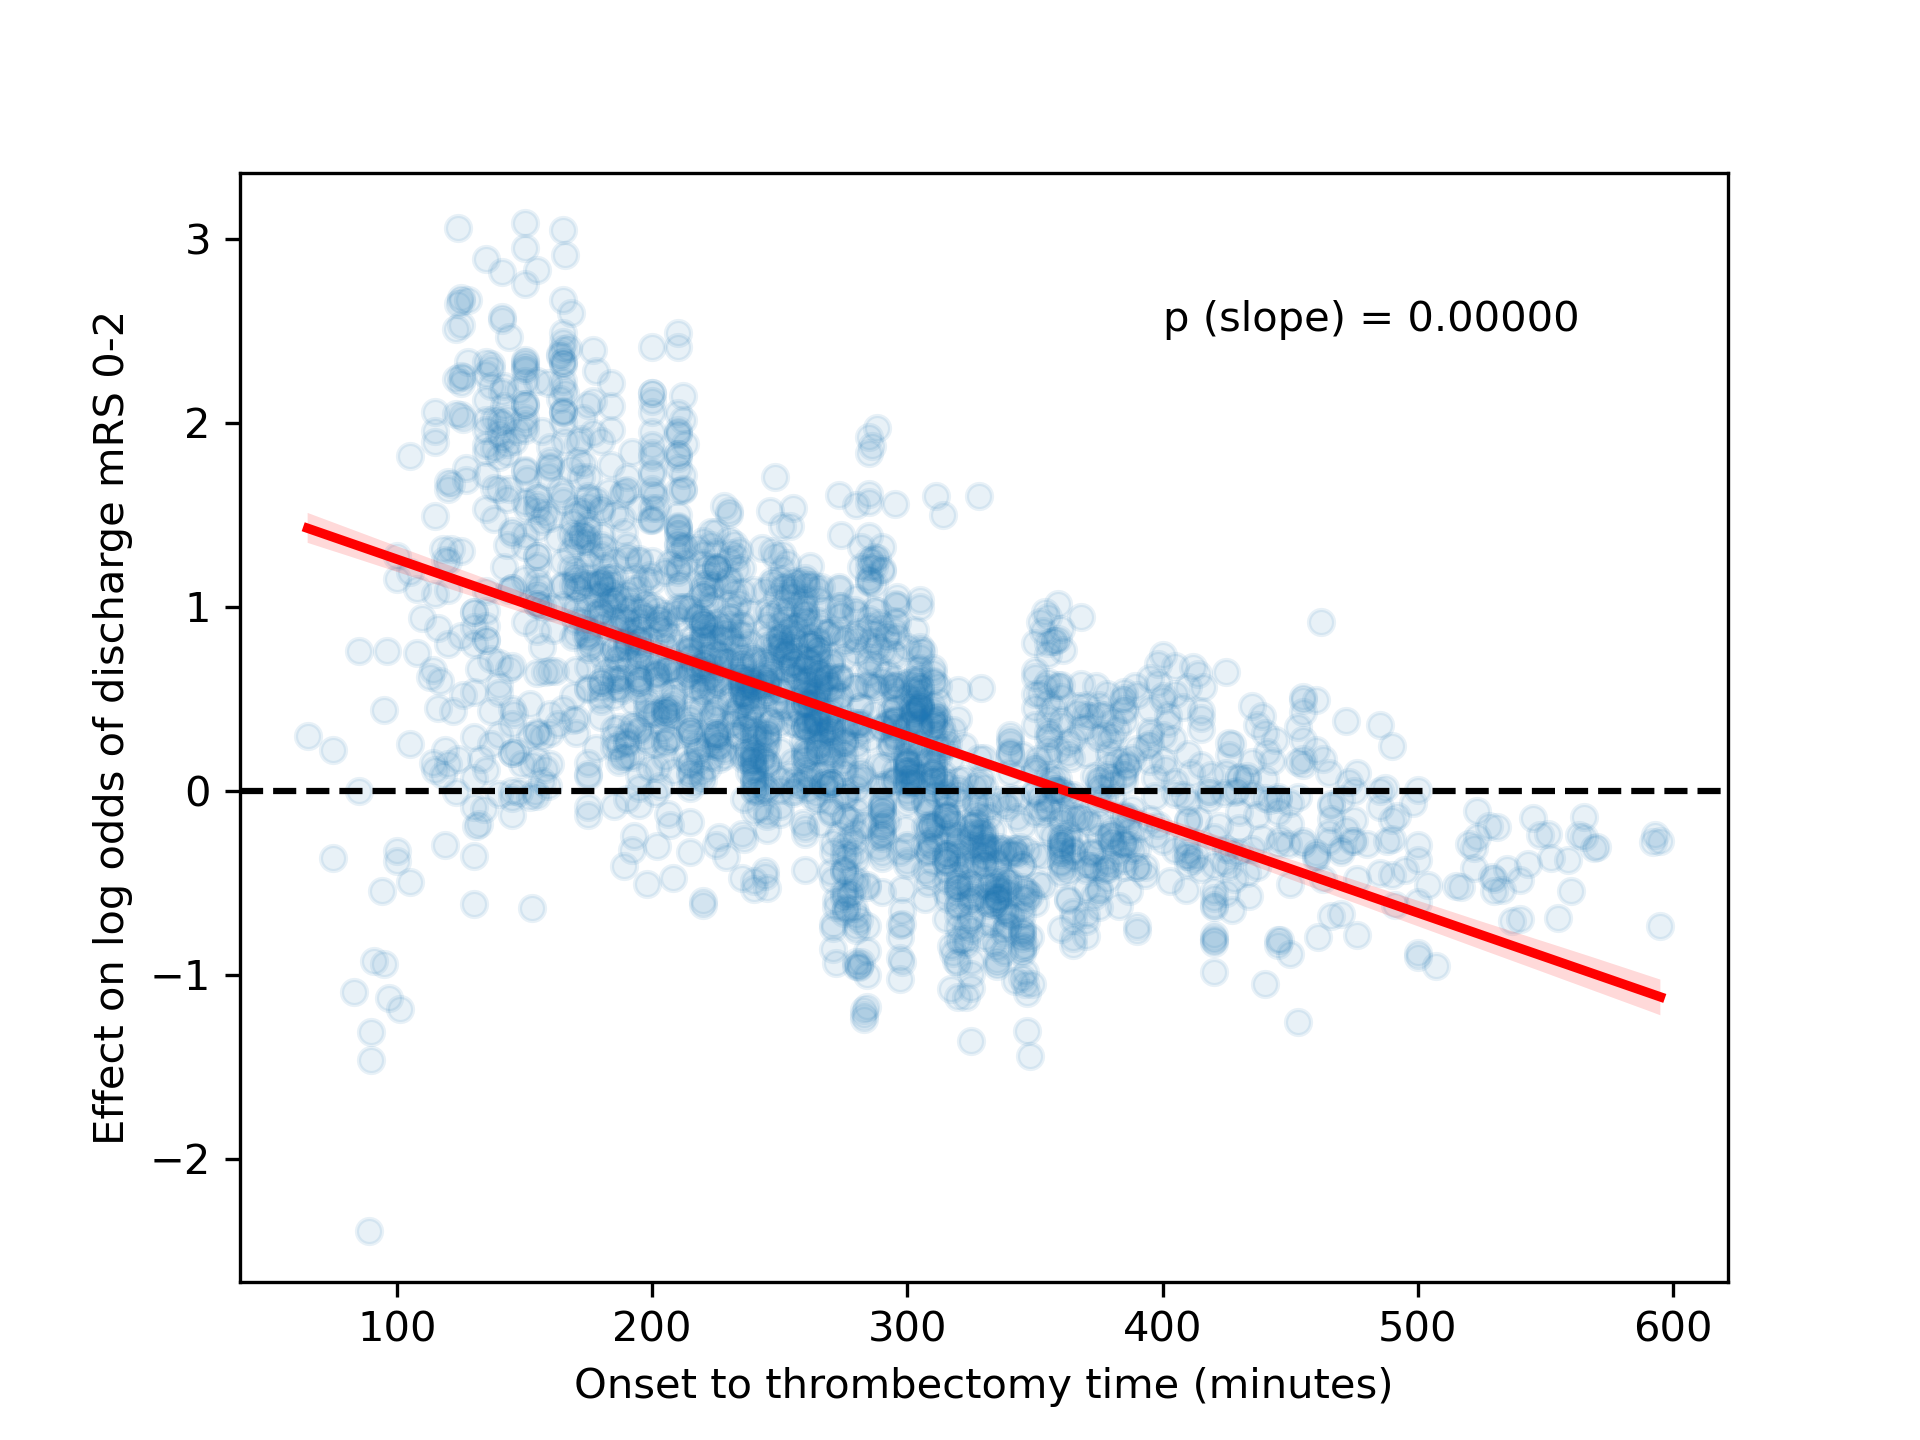 p (slope) = 0.00000
Effect on log odds of discharge mRS 0-2
3
2
1
0
−1
−2
100 200 300 400 500 600
Onset to thrombectomy time (minutes)